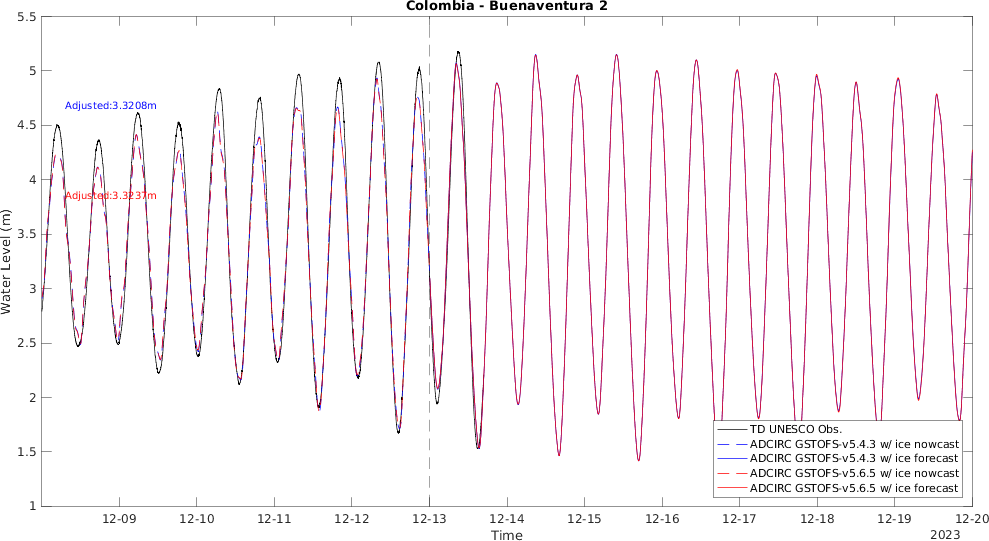 Colombia - Buenaventura 2
5.5
5
4.5
4
3.5
3
2.5
2
1.5
1
Water Level (m)
Adjusted:3.3208m
Adjusted:3.3237m
TD UNESCO Obs.
ADCIRC GSTOFS-v5.4.3 w/ ice nowcast
ADCIRC GSTOFS-v5.4.3 w/ ice forecast
ADCIRC GSTOFS-v5.6.5 w/ ice nowcast
ADCIRC GSTOFS-v5.6.5 w/ ice forecast
12-09 12-10 12-11 12-12 12-13 12-14 12-15 12-16 12-17 12-18 12-19 12-20
Time
2023